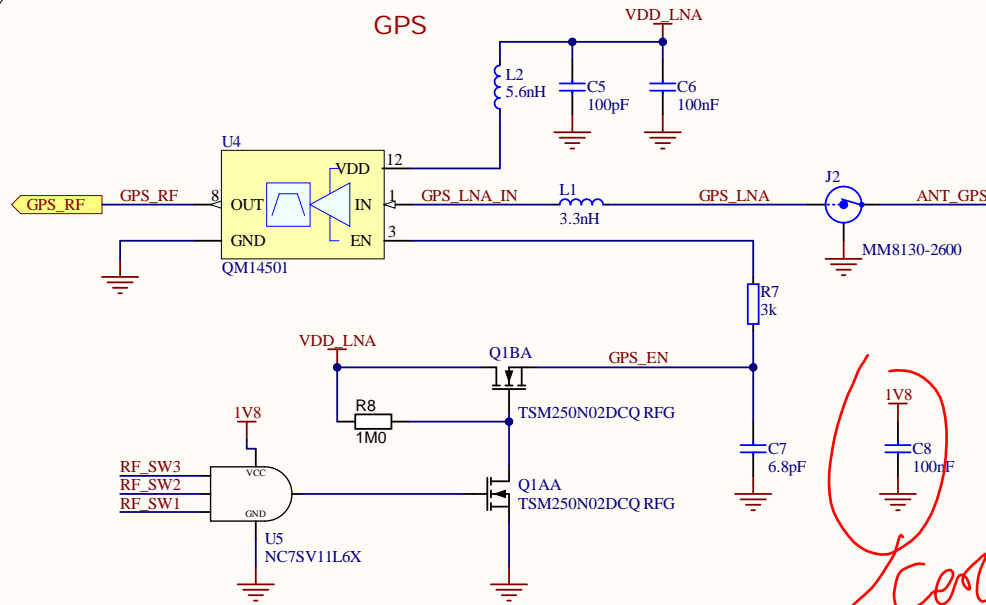 GPS
VDD_LNA
L2
5.6nH
C5
100pF
C6
100nF
U4
VDD
12
GPS_RF
GPS_RF
8
OUT
IN
1
GPS_LNA_IN
L1
3.3nH
GPS_LNA
J2
ANT_GPS
GND
EN
3
QM14501
MM8130-2600
R7
3k
VDD_LNA
Q1BA
GPS_EN
TSM250N02DCQ RFG
R8
1M0
1V8
1V8
C7
6.8pF
C8
100nF
VCC
RF_SW3
RF_SW2
RF_SW1
GND
Q1AA
TSM250N02DCQ RFG
U5
NC7SV11L6X